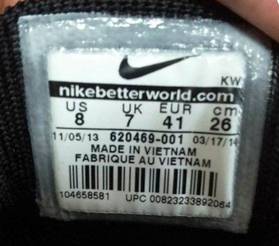 KW
nikebetterworld.com
US UK EUR cm
8 7 41 26
11/05/13 620469-001 03/17/14
MADE IN VIETNAM
FABRIQUE AU VIETNAM
104658581 UPC 00823233892084